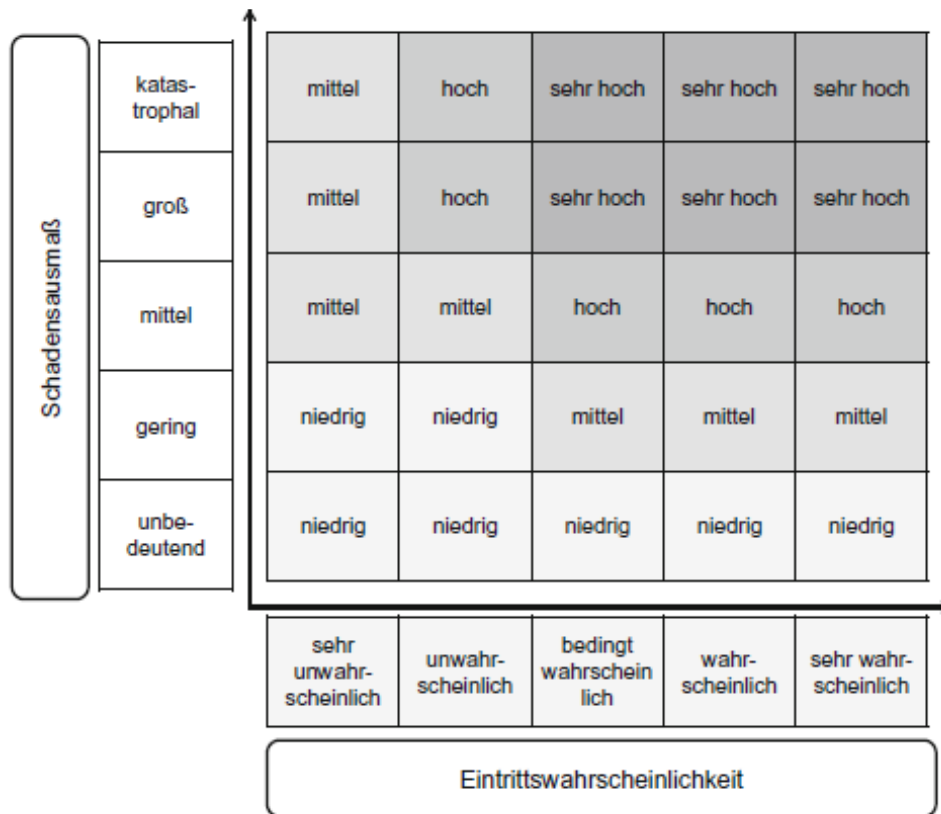 Schadensausmaß
katas-
trophal
mittel
hoch
sehr hoch
sehr hoch
sehr hoch
groß
mittel
hoch
sehr hoch
sehr hoch
sehr hoch
mittel
mittel
mittel
hoch
hoch
hoch
gering
niedrig
niedrig
mittel
mittel
mittel
unbe-
deutend
niedrig
niedrig
niedrig
niedrig
niedrig
sehr
unwahr-
scheinlich
unwahr-
scheinlich
bedingt
wahrschein
lich
wahr-
scheinlich
sehr wahr-
scheinlich
Eintrittswahrscheinlichkeit